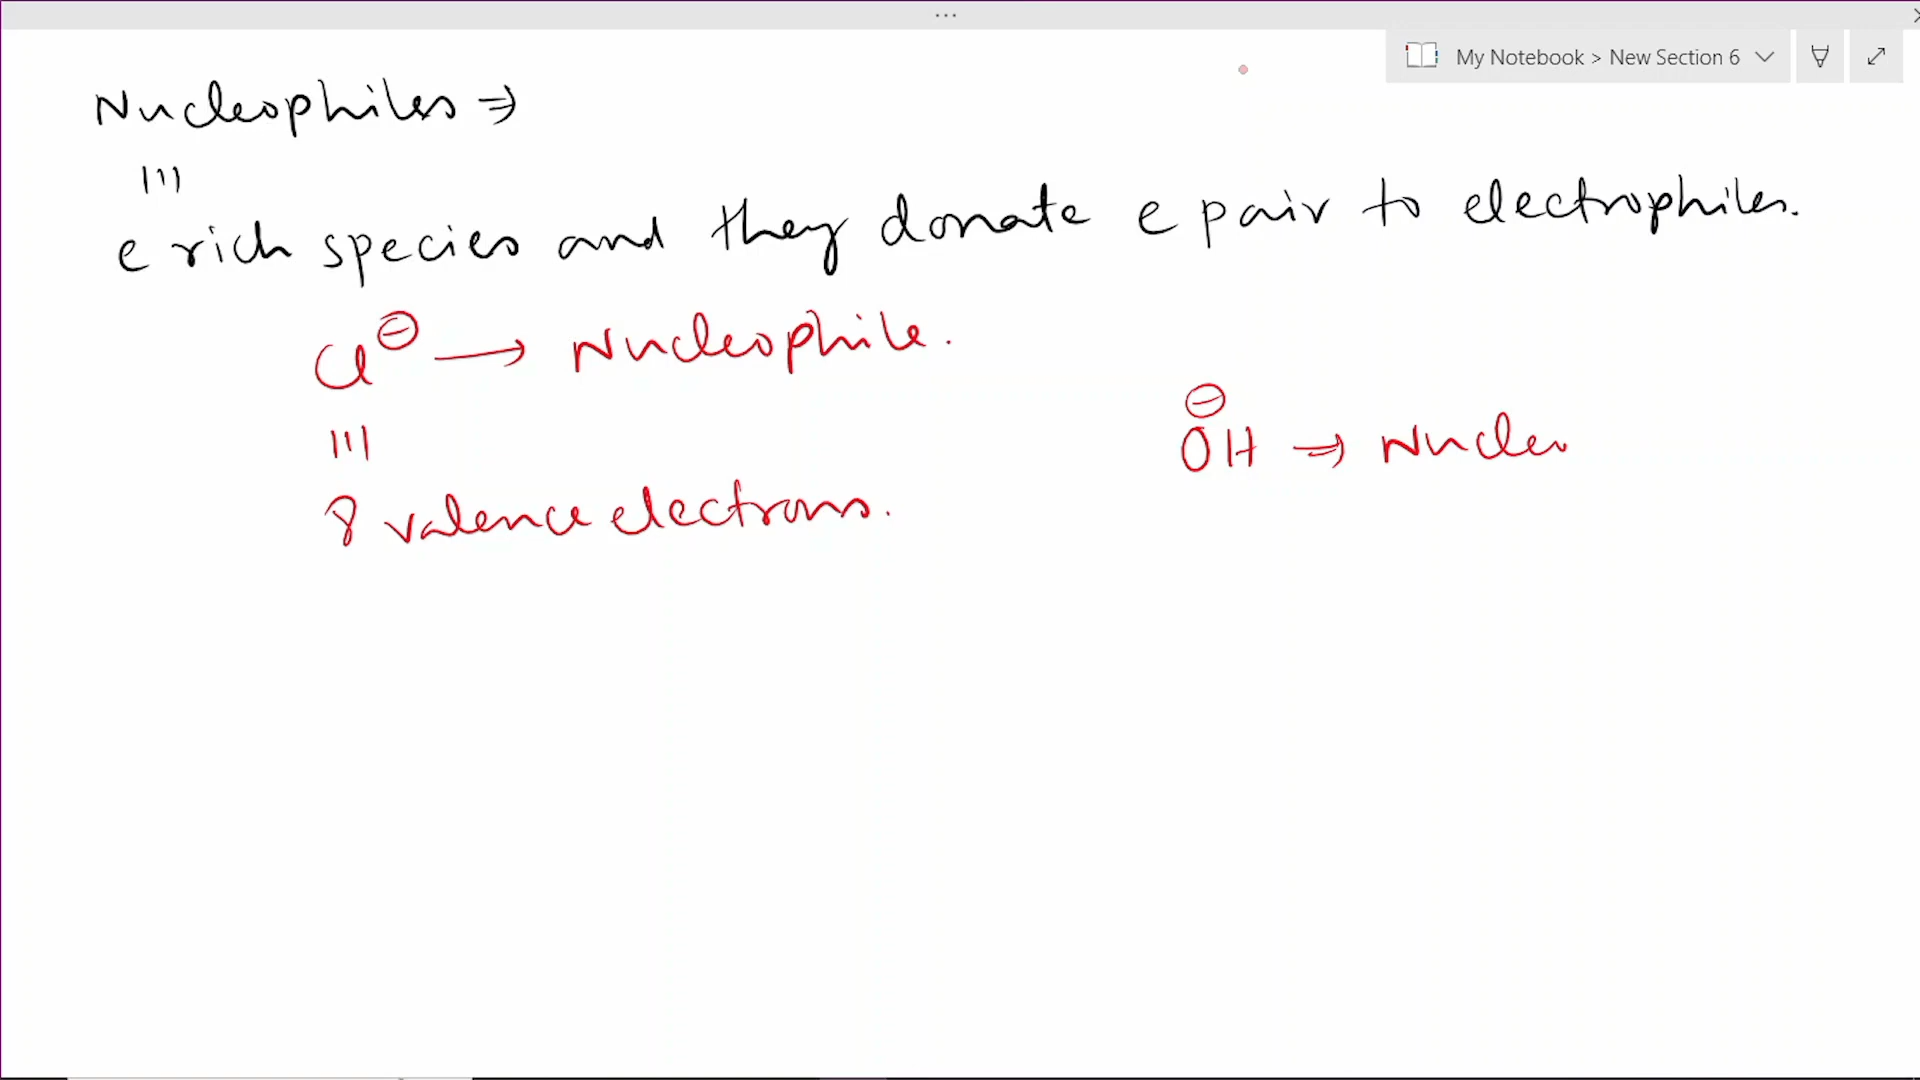 My Notebook > New Section 6
Nucleophiles ⇒
e rich species and they donate e pair to electrophiles.
Cl⊖ → Nucleophile.
⊖
OH ⇒ Nucleo
8 valence electrons.